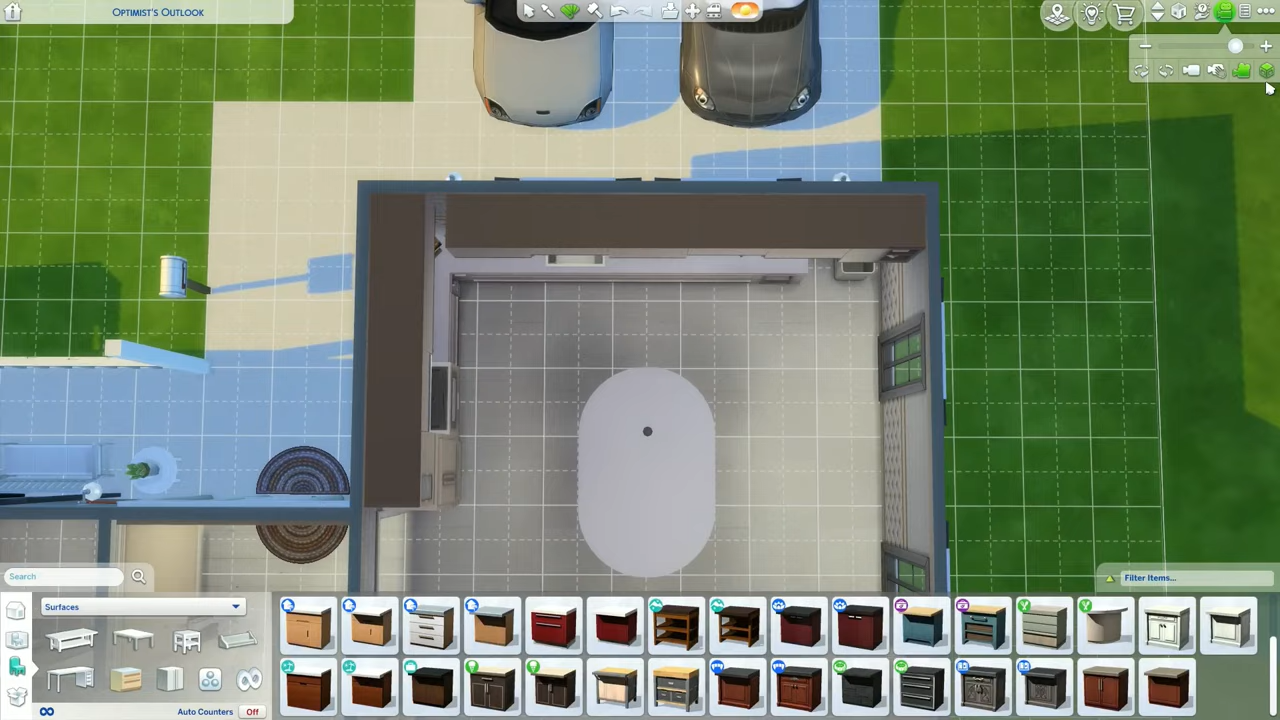 OPTIMIST'S OUTLOOK
Search
Filter Items...
Surfaces
Auto Counters
Off